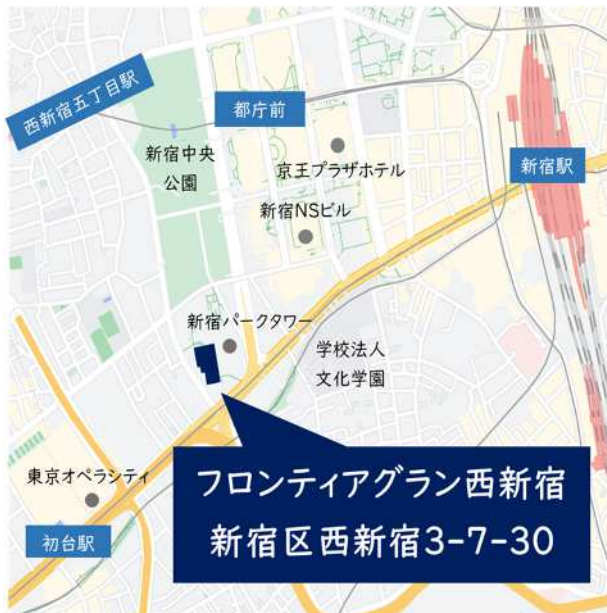 西新宿五丁目駅
都庁前
新宿中央
公園
京王プラザホテル
新宿駅
新宿NSビル
新宿パークタワー
学校法人
文化学園
東京オペラシティ
初台駅
フロンティアグラン西新宿
新宿区西新宿3-7-30